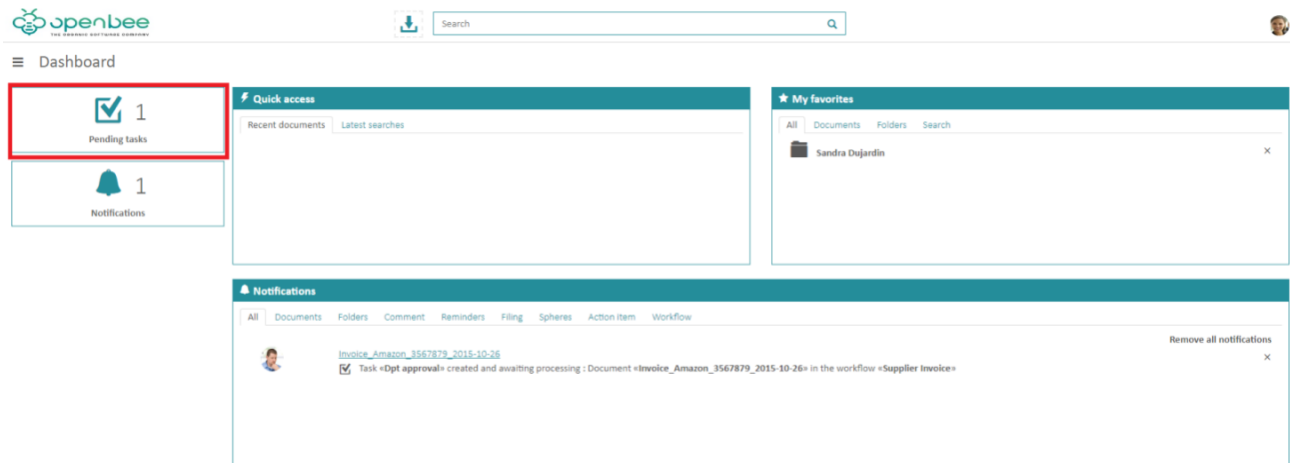 openbee
THE ORGANIC SOFTWARE COMPANY
Search
Dashboard
1
Pending tasks
1
Notifications
Quick access
Recent documents Latest searches
My favorites
All Documents Folders Search
Sandra Dujardin
Notifications
All Documents Folders Comment Reminders Filing Spheres Action item Workflow
Remove all notifications
Invoice_Amazon_3567879_2015-10-26
Task «Dpt approval» created and awaiting processing : Document «Invoice_Amazon_3567879_2015-10-26» in the workflow «Supplier Invoice»